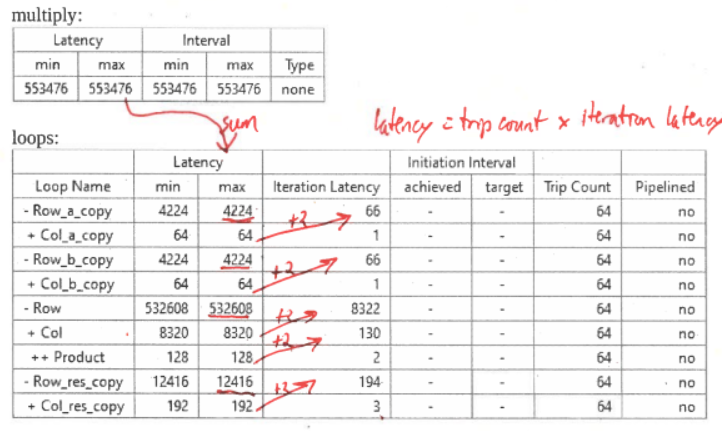 multiply:
Latency Interval
min max min max Type
553476 553476 553476 553476 none
sum
latency = trip count x iteration latency
loops:
Latency Initiation Interval
Loop Name min max Iteration Latency achieved target Trip Count Pipelined
- Row_a_copy 4224 4224 66 - - 64 no
+2
+ Col_a_copy 64 64 1 - - 64 no
- Row_b_copy 4224 4224 66 - - 64 no
+2
+ Col_b_copy 64 64 1 - - 64 no
- Row 532608 532608 8322 - - 64 no
+2
+ Col 8320 8320 130 - - 64 no
+2
++ Product 128 128 2 - - 64 no
- Row_res_copy 12416 12416 194 - - 64 no
+2
+ Col_res_copy 192 192 3 - - 64 no